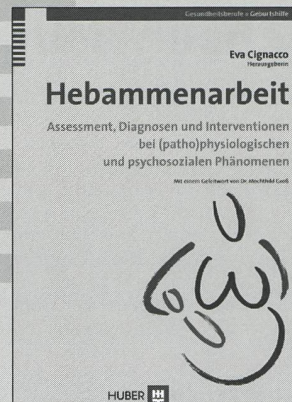 Gesundheitsberufe • Geburtshilfe
Eva Cignacco
Herausgeberin
Hebammenarbeit
Assessment, Diagnosen und Interventionen
bei (patho)physiologischen
und psychosozialen Phänomenen
Mit einem Geleitwort von Dr. Mechthild Groß
HUBER